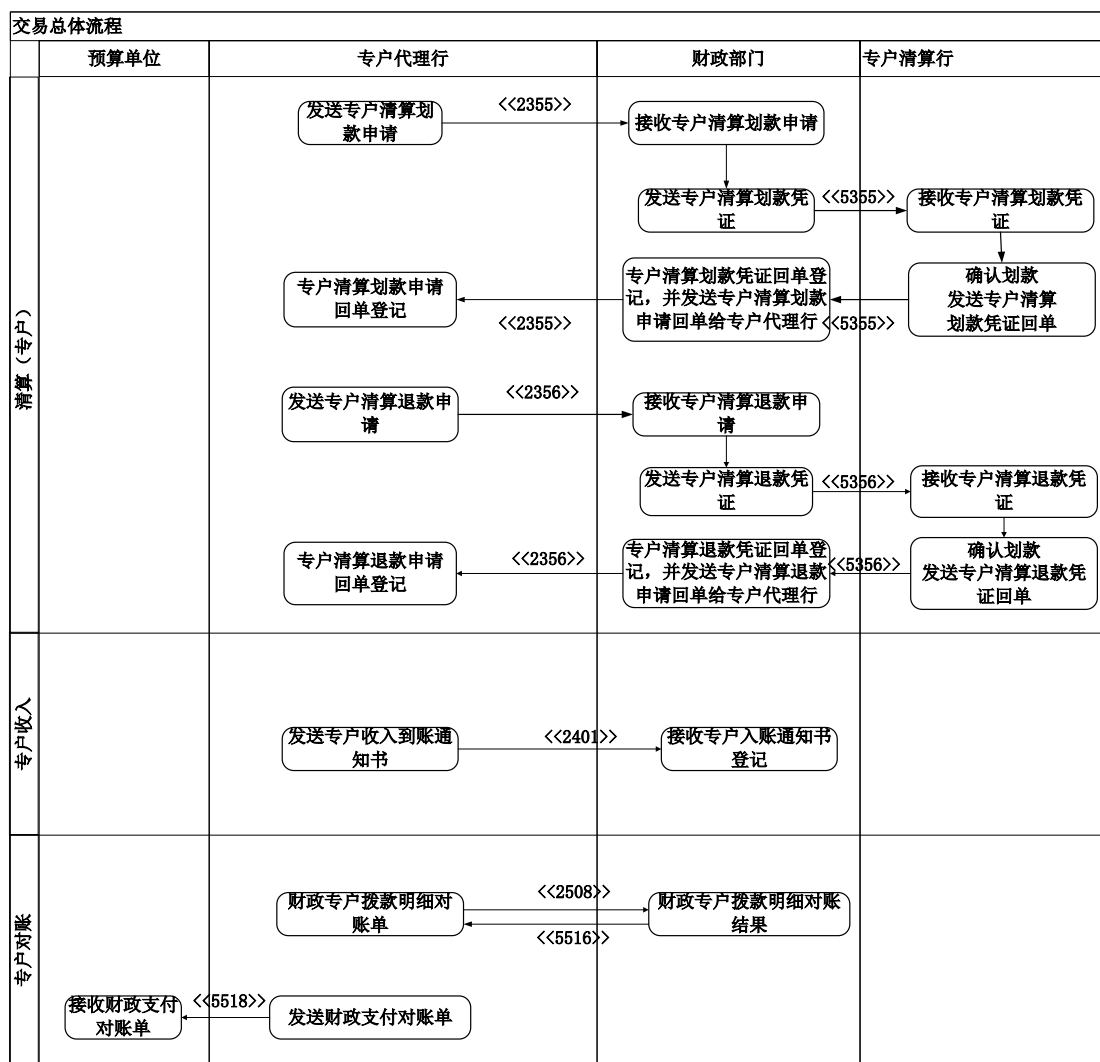 交易总体流程
预算单位
专户代理行
财政部门
专户清算行
清算（专户）
发送专户清算划
款申请
<<2355>>
接收专户清算划款申请
发送专户清算划款凭
证
<<5355>>
接收专户清算划款凭
证
专户清算划款申请
回单登记
<<2355>>
专户清算划款凭证回单登
记，并发送专户清算划款
申请回单给专户代理行
<<5355>>
确认划款
发送专户清算
划款凭证回单
发送专户清算退款申
请
<<2356>>
接收专户清算退款申
请
发送专户清算退款凭
证
<<5356>>
接收专户清算退款凭
证
专户清算退款申请
回单登记
<<2356>>
专户清算退款凭证回单登
记，并发送专户清算退款
申请回单给专户代理行
<<5356>>
确认划款
发送专户清算退款凭
证回单
专户收入
发送专户收入到账通
知书
<<2401>>
接收专户入账通知书
登记
专户对账
财政专户拨款明细对
账单
<<2508>>
<<5516>>
财政专户拨款明细对账
结果
接收财政支付
对账单
<<5518>>
发送财政支付对账单